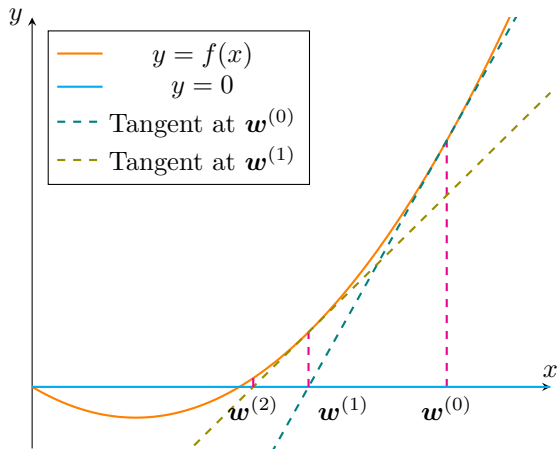 y
y = f(x)
y = 0
Tangent at w^{(0)}
Tangent at w^{(1)}
x
w^{(2)} w^{(1)} w^{(0)}